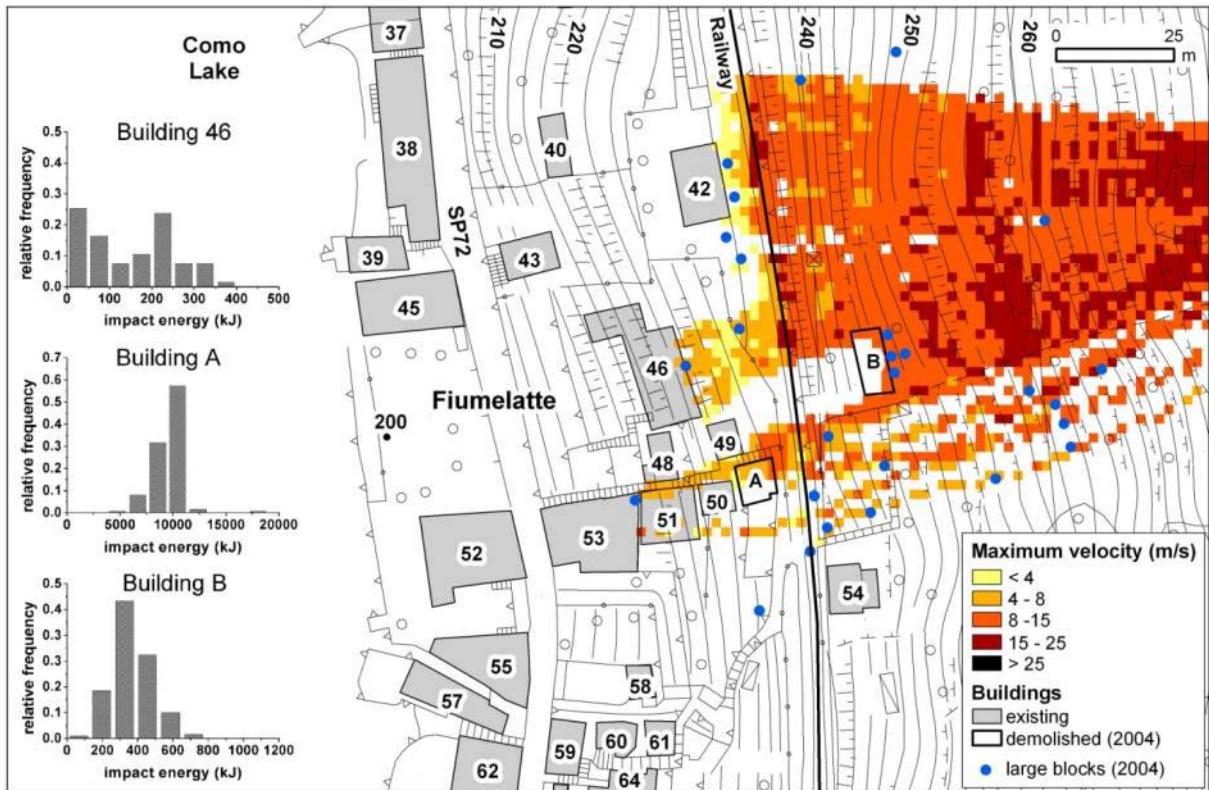 Como
Lake
Building 46
relative frequency
0.5
0.4
0.3
0.2
0.1
0.0
0 100 200 300 400 500
impact energy (kJ)
Building A
relative frequency
0.7
0.6
0.5
0.4
0.3
0.2
0.1
0.0
0 5000 10000 15000 20000
impact energy (kJ)
Building B
relative frequency
0.5
0.4
0.3
0.2
0.1
0.0
0 200 400 600 800 1000 1200
impact energy (kJ)
37
38
39
40
42
43
45
46
48
49
50
51
52
53
54
55
57
58
59
60
61
62
64
A
B
SP72
Fiumelatte
200
210
220
Railway
240
250
260
0 25
m
Maximum velocity (m/s)
< 4
4 - 8
8 -15
15 - 25
> 25
Buildings
existing
demolished (2004)
large blocks (2004)